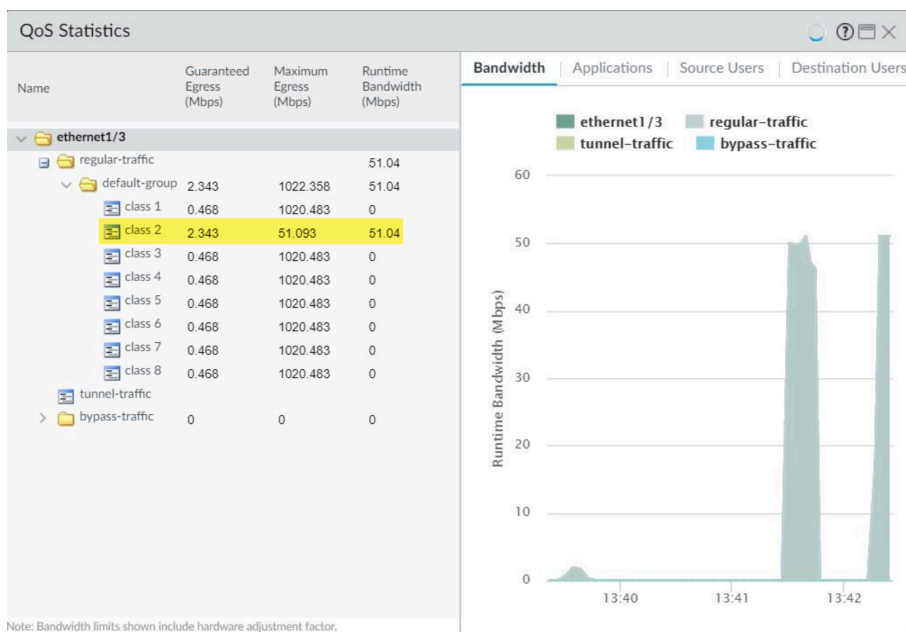 QoS Statistics
Name
Guaranteed Egress (Mbps)
Maximum Egress (Mbps)
Runtime Bandwidth (Mbps)
ethernet1/3
regular-traffic 51.04
default-group 2.343 1022.358 51.04
class 1 0.468 1020.483 0
class 2 2.343 51.093 51.04
class 3 0.468 1020.483 0
class 4 0.468 1020.483 0
class 5 0.468 1020.483 0
class 6 0.468 1020.483 0
class 7 0.468 1020.483 0
class 8 0.468 1020.483 0
tunnel-traffic
bypass-traffic 0 0 0
Note: Bandwidth limits shown include hardware adjustment factor.
Bandwidth Applications Source Users Destination Users
ethernet1/3 regular-traffic
tunnel-traffic bypass-traffic
Runtime Bandwidth (Mbps)
60
50
40
30
20
10
0
13:40 13:41 13:42